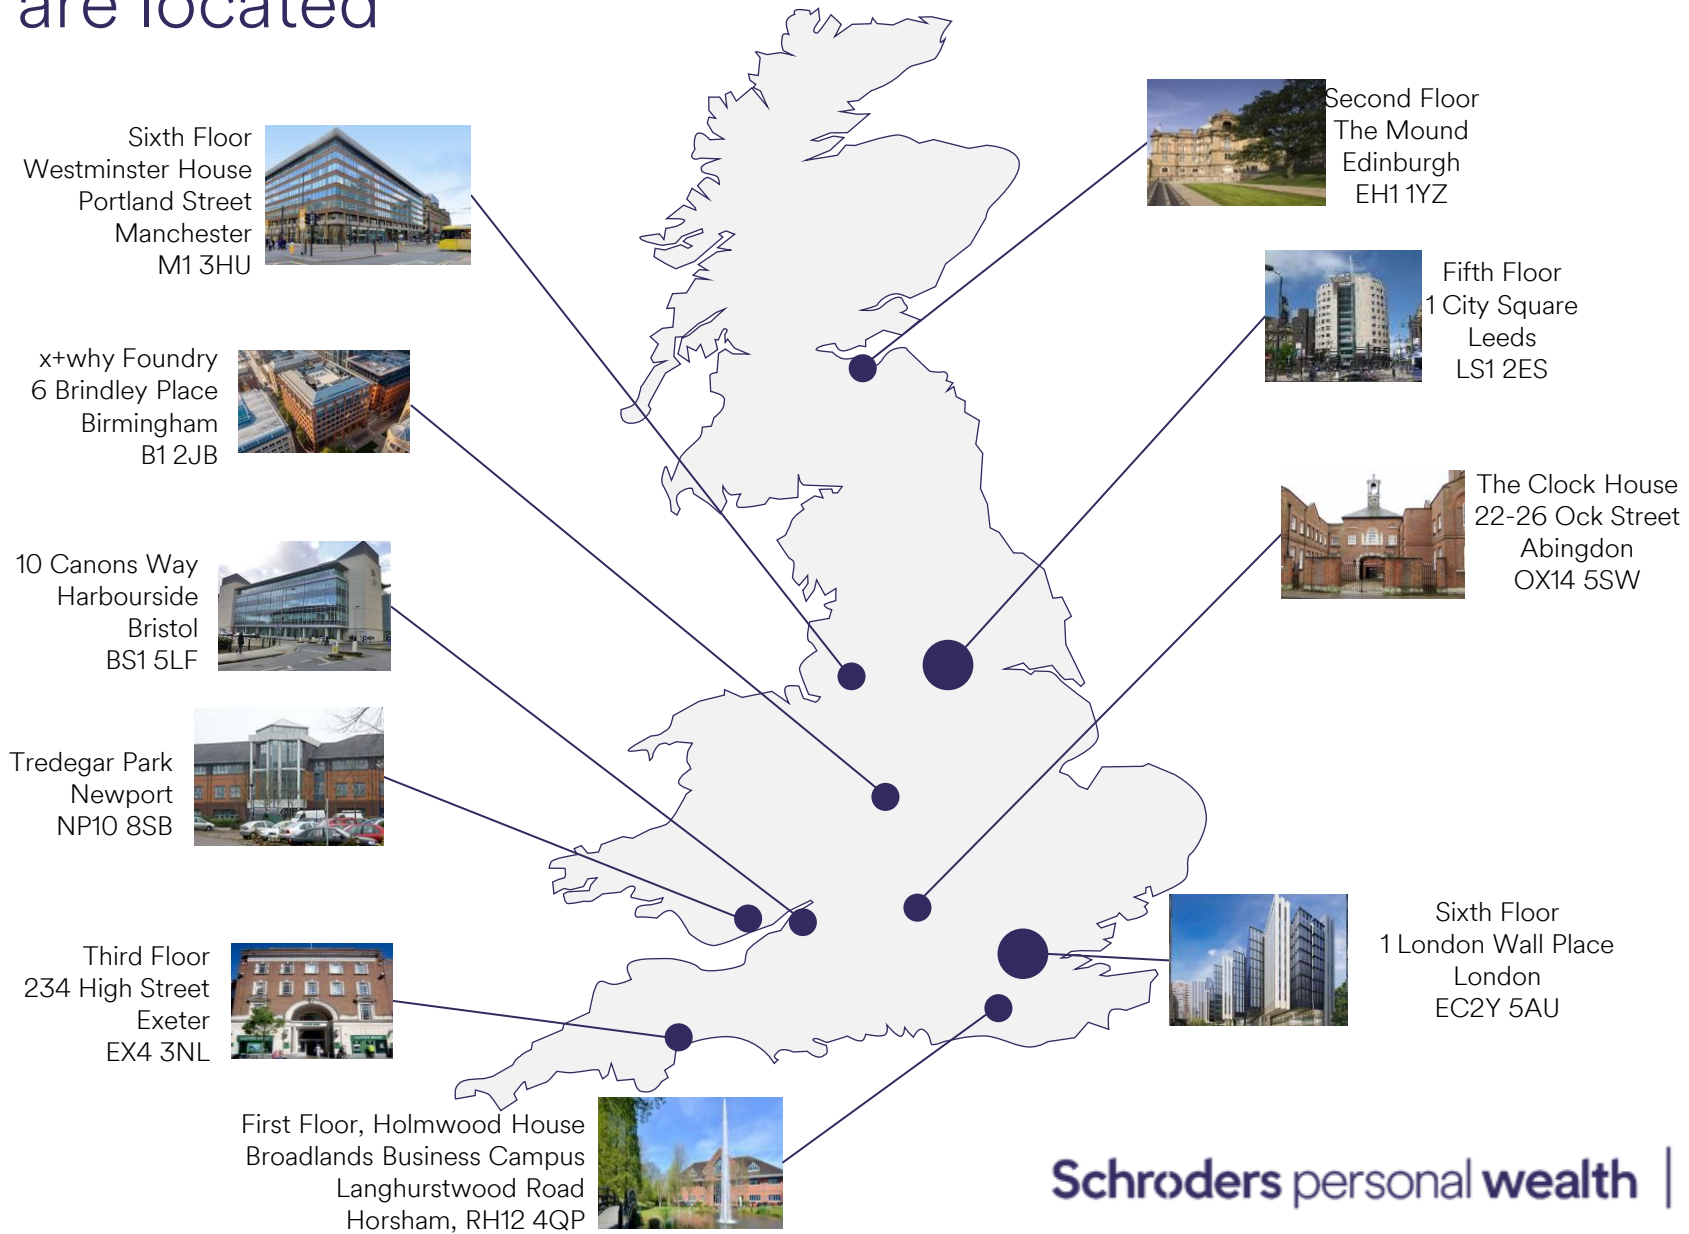 are located
Sixth Floor
Westminster House
Portland Street
Manchester
M1 3HU
x+why Foundry
6 Brindley Place
Birmingham
B1 2JB
10 Canons Way
Harbourside
Bristol
BS1 5LF
Tredegar Park
Newport
NP10 8SB
Third Floor
234 High Street
Exeter
EX4 3NL
First Floor, Holmwood House
Broadlands Business Campus
Langhurstwood Road
Horsham, RH12 4QP
Second Floor
The Mound
Edinburgh
EH1 1YZ
Fifth Floor
1 City Square
Leeds
LS1 2ES
The Clock House
22-26 Ock Street
Abingdon
OX14 5SW
Sixth Floor
1 London Wall Place
London
EC2Y 5AU
Schroders personal wealth